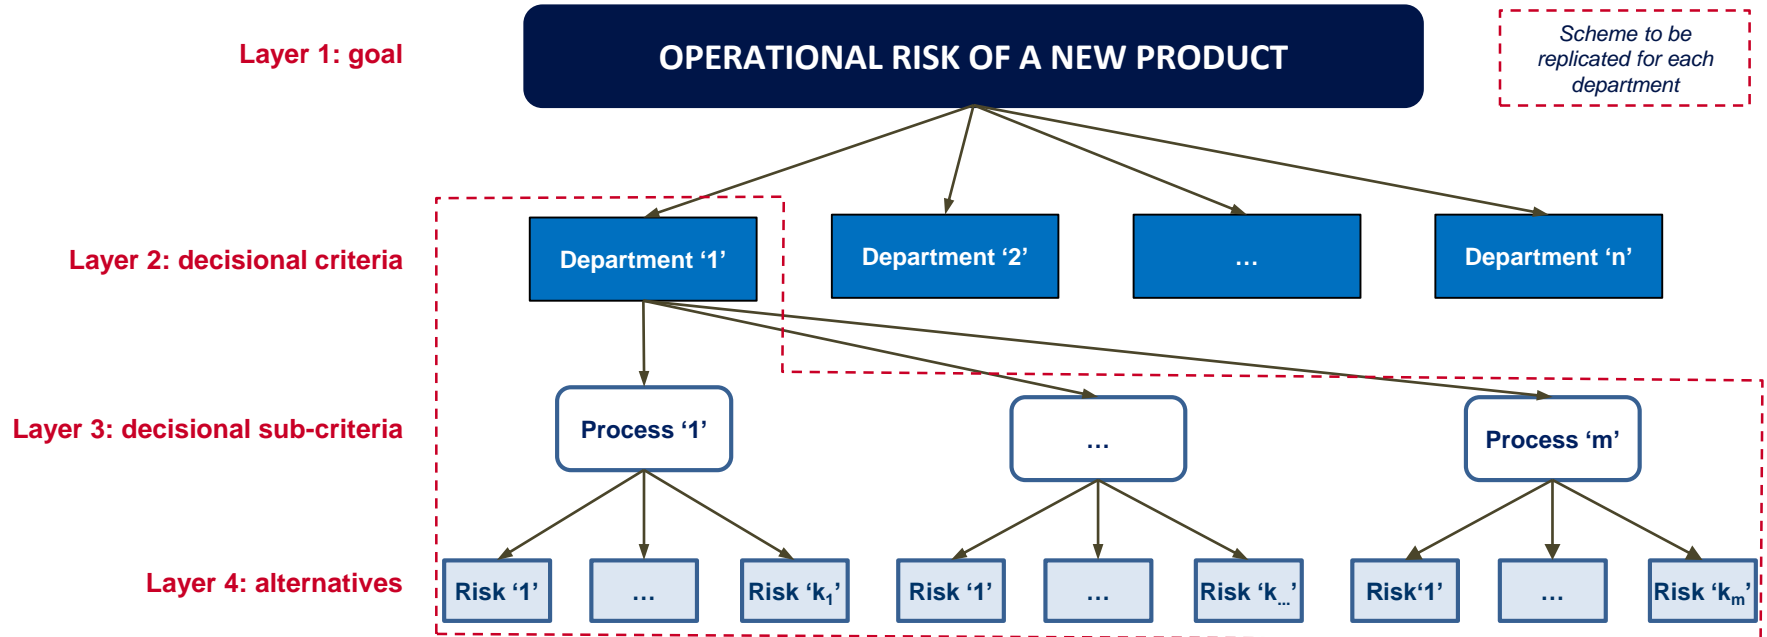 Layer 1: goal
OPERATIONAL RISK OF A NEW PRODUCT
Scheme to be
replicated for each
department
Layer 2: decisional criteria
Department ‘1’
Department ‘2’
…
Department ‘n’
Layer 3: decisional sub-criteria
Process ‘1’
…
Process ‘m’
Layer 4: alternatives
Risk ‘1’
…
Risk ‘k₁’
Risk ‘1’
…
Risk ‘k...’
Risk‘1’
…
Risk ‘kₘ’